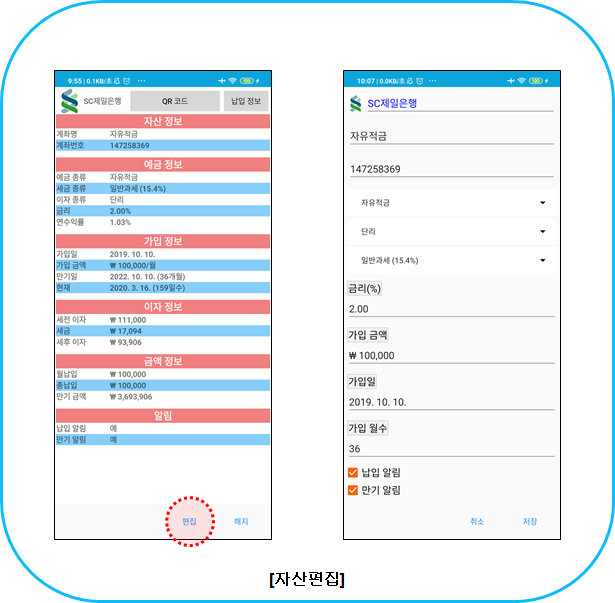 9:55 | 0.1KB/초 ··· 100
SC제일은행 QR 코드 납입 정보
자산 정보
계좌명 자유적금
계좌번호 147258369
예금 정보
예금 종류 자유적금
세금 종류 일반과세 (15.4%)
이자 종류 단리
금리 2.00%
연수익률 1.03%
가입 정보
가입일 2019. 10. 10.
가입 금액 ₩ 100,000/월
만기일 2022. 10. 10. (36개월)
현재 2020. 3. 16. (159일수)
이자 정보
세전 이자 ₩ 111,000
세금 ₩ 17,094
세후 이자 ₩ 93,906
금액 정보
월납입 ₩ 100,000
총납입 ₩ 100,000
만기 금액 ₩ 3,693,906
알림
납입 알림 예
만기 알림 예
편집 해지
10:07 | 0.0KB/초 ··· 100
SC제일은행
자유적금
147258369
자유적금
단리
일반과세 (15.4%)
금리(%)
2.00
가입 금액
₩ 100,000
가입일
2019. 10. 10.
가입 월수
36
납입 알림
만기 알림
취소 저장
[자산편집]